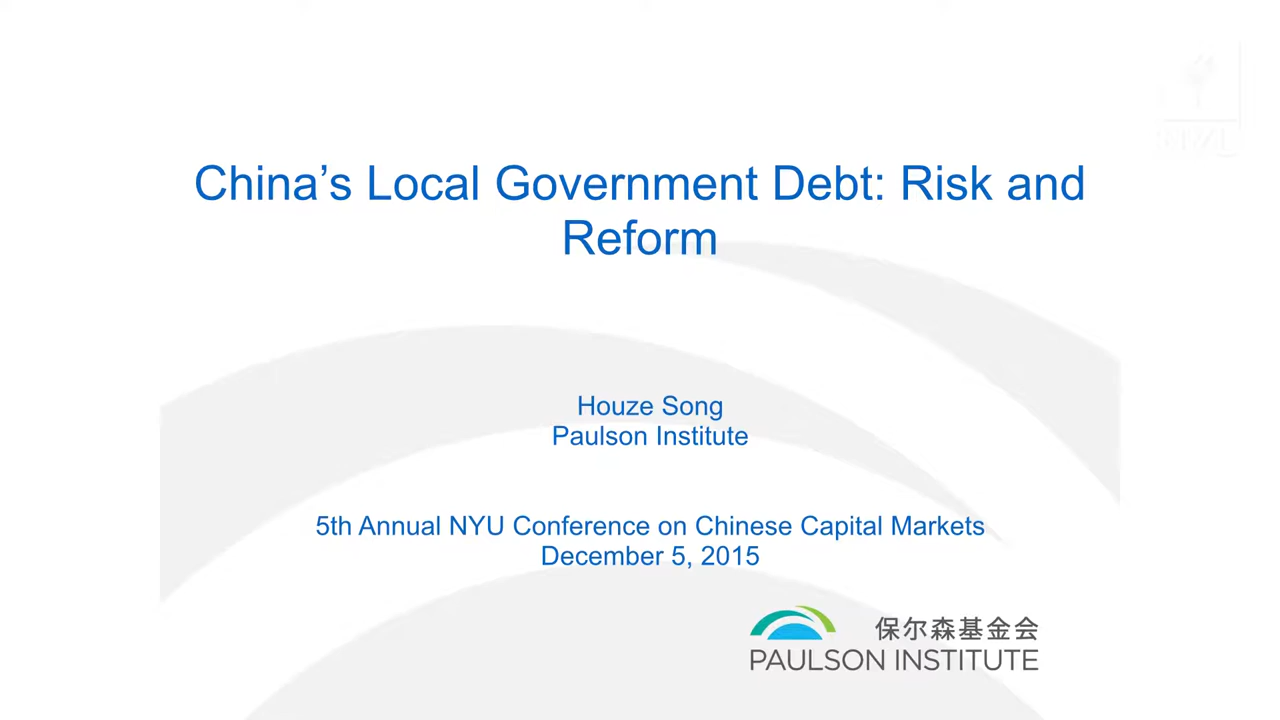 China’s Local Government Debt: Risk and
Reform
Houze Song
Paulson Institute
5th Annual NYU Conference on Chinese Capital Markets
December 5, 2015
保尔森基金会
PAULSON INSTITUTE